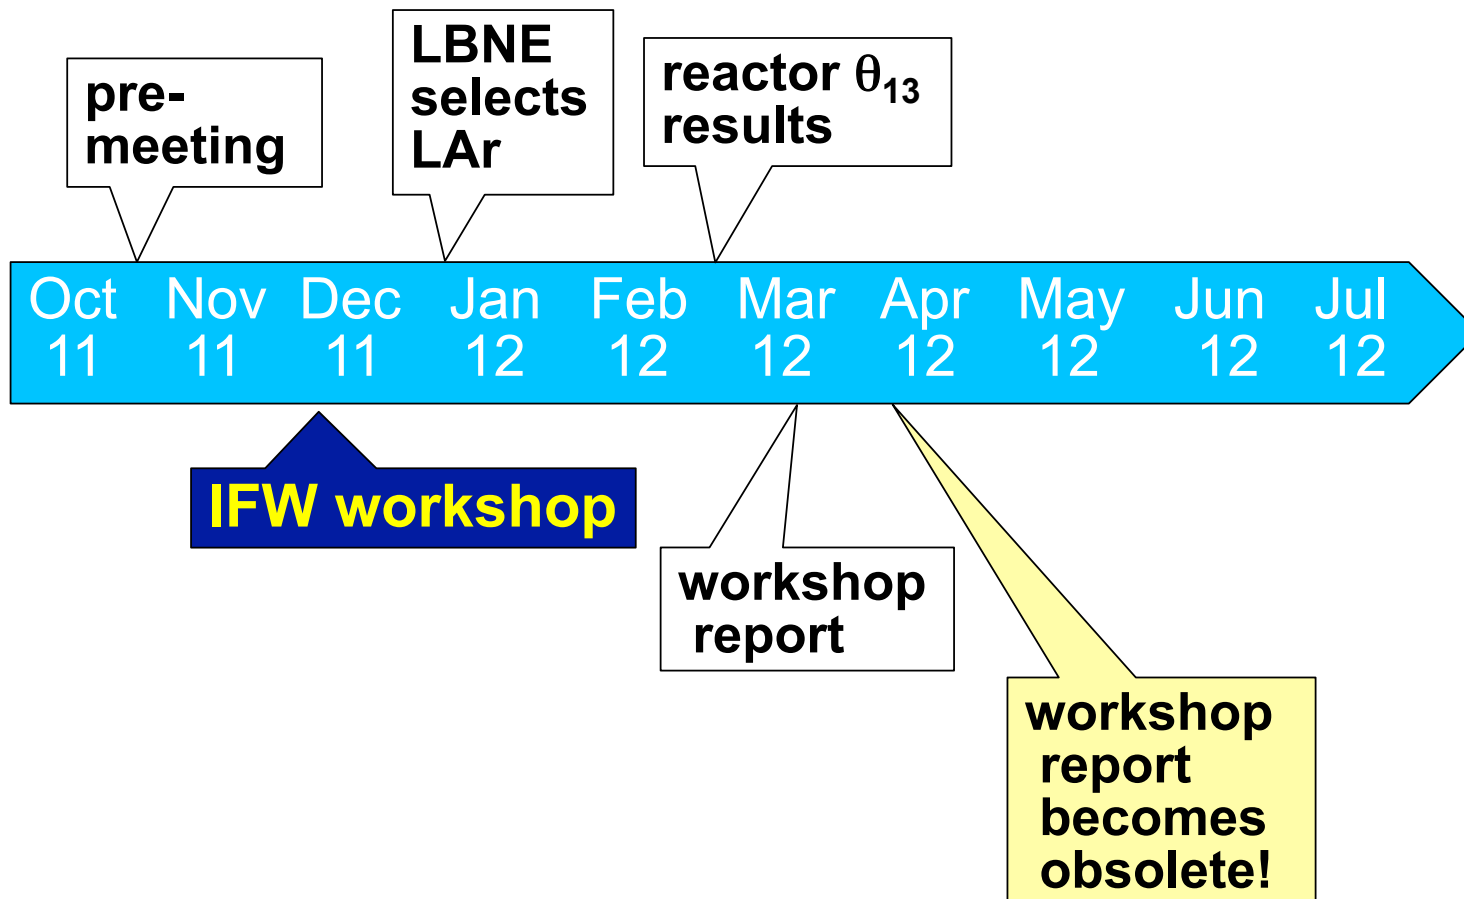 pre-
meeting
LBNE
selects
LAr
reactor θ13
results
Oct Nov Dec Jan Feb Mar Apr May Jun Jul
11 11 11 12 12 12 12 12 12 12
IFW workshop
workshop
report
workshop
report
becomes
obsolete!